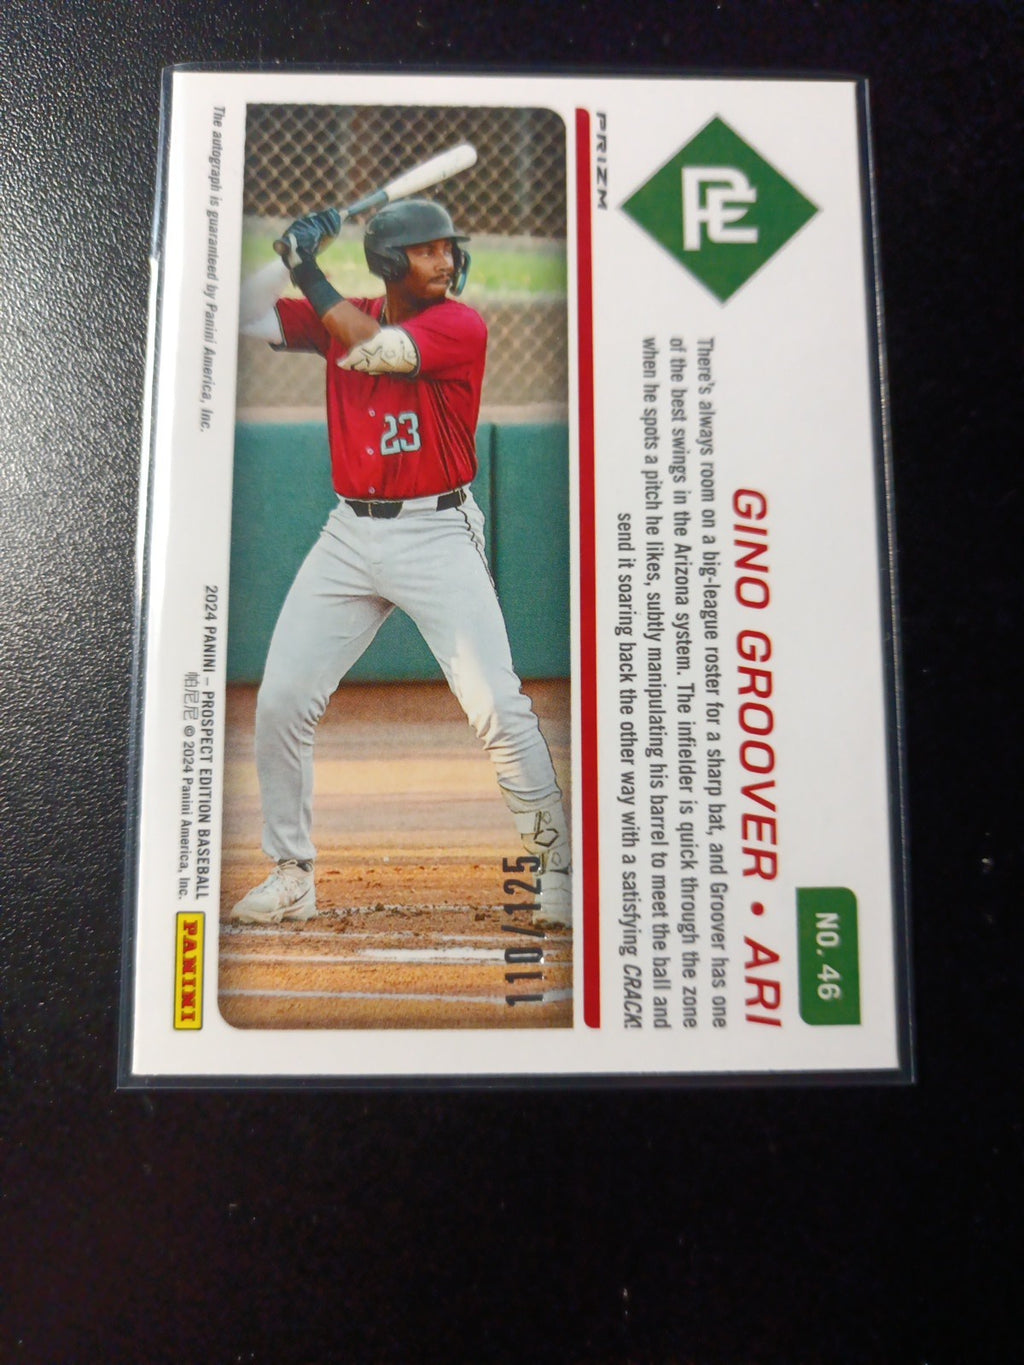 NO. 46
GINO GROOVER • ARI
There's always room on a big-league roster for a sharp bat, and Groover has one
of the best swings in the Arizona system. The infielder is quick through the zone
when he spots a pitch he likes, subtly manipulating his barrel to meet the ball and
send it soaring back the other way with a satisfying CRACK!
PE
PRIZM
23
110/125
The autograph is guaranteed by Panini America, Inc.
2024 PANINI – PROSPECT EDITION BASEBALL
帕尼尼 © 2024 Panini America, Inc.
PANINI